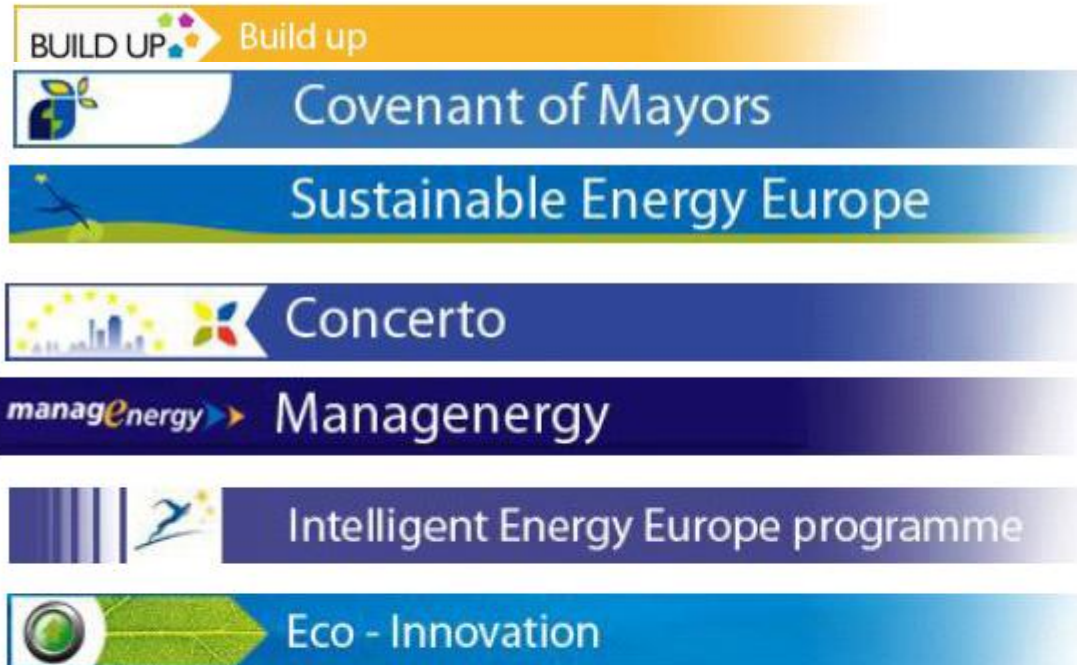 BUILD UP Build up
Covenant of Mayors
Sustainable Energy Europe
Concerto
managenergy Managenergy
Intelligent Energy Europe programme
Eco - Innovation